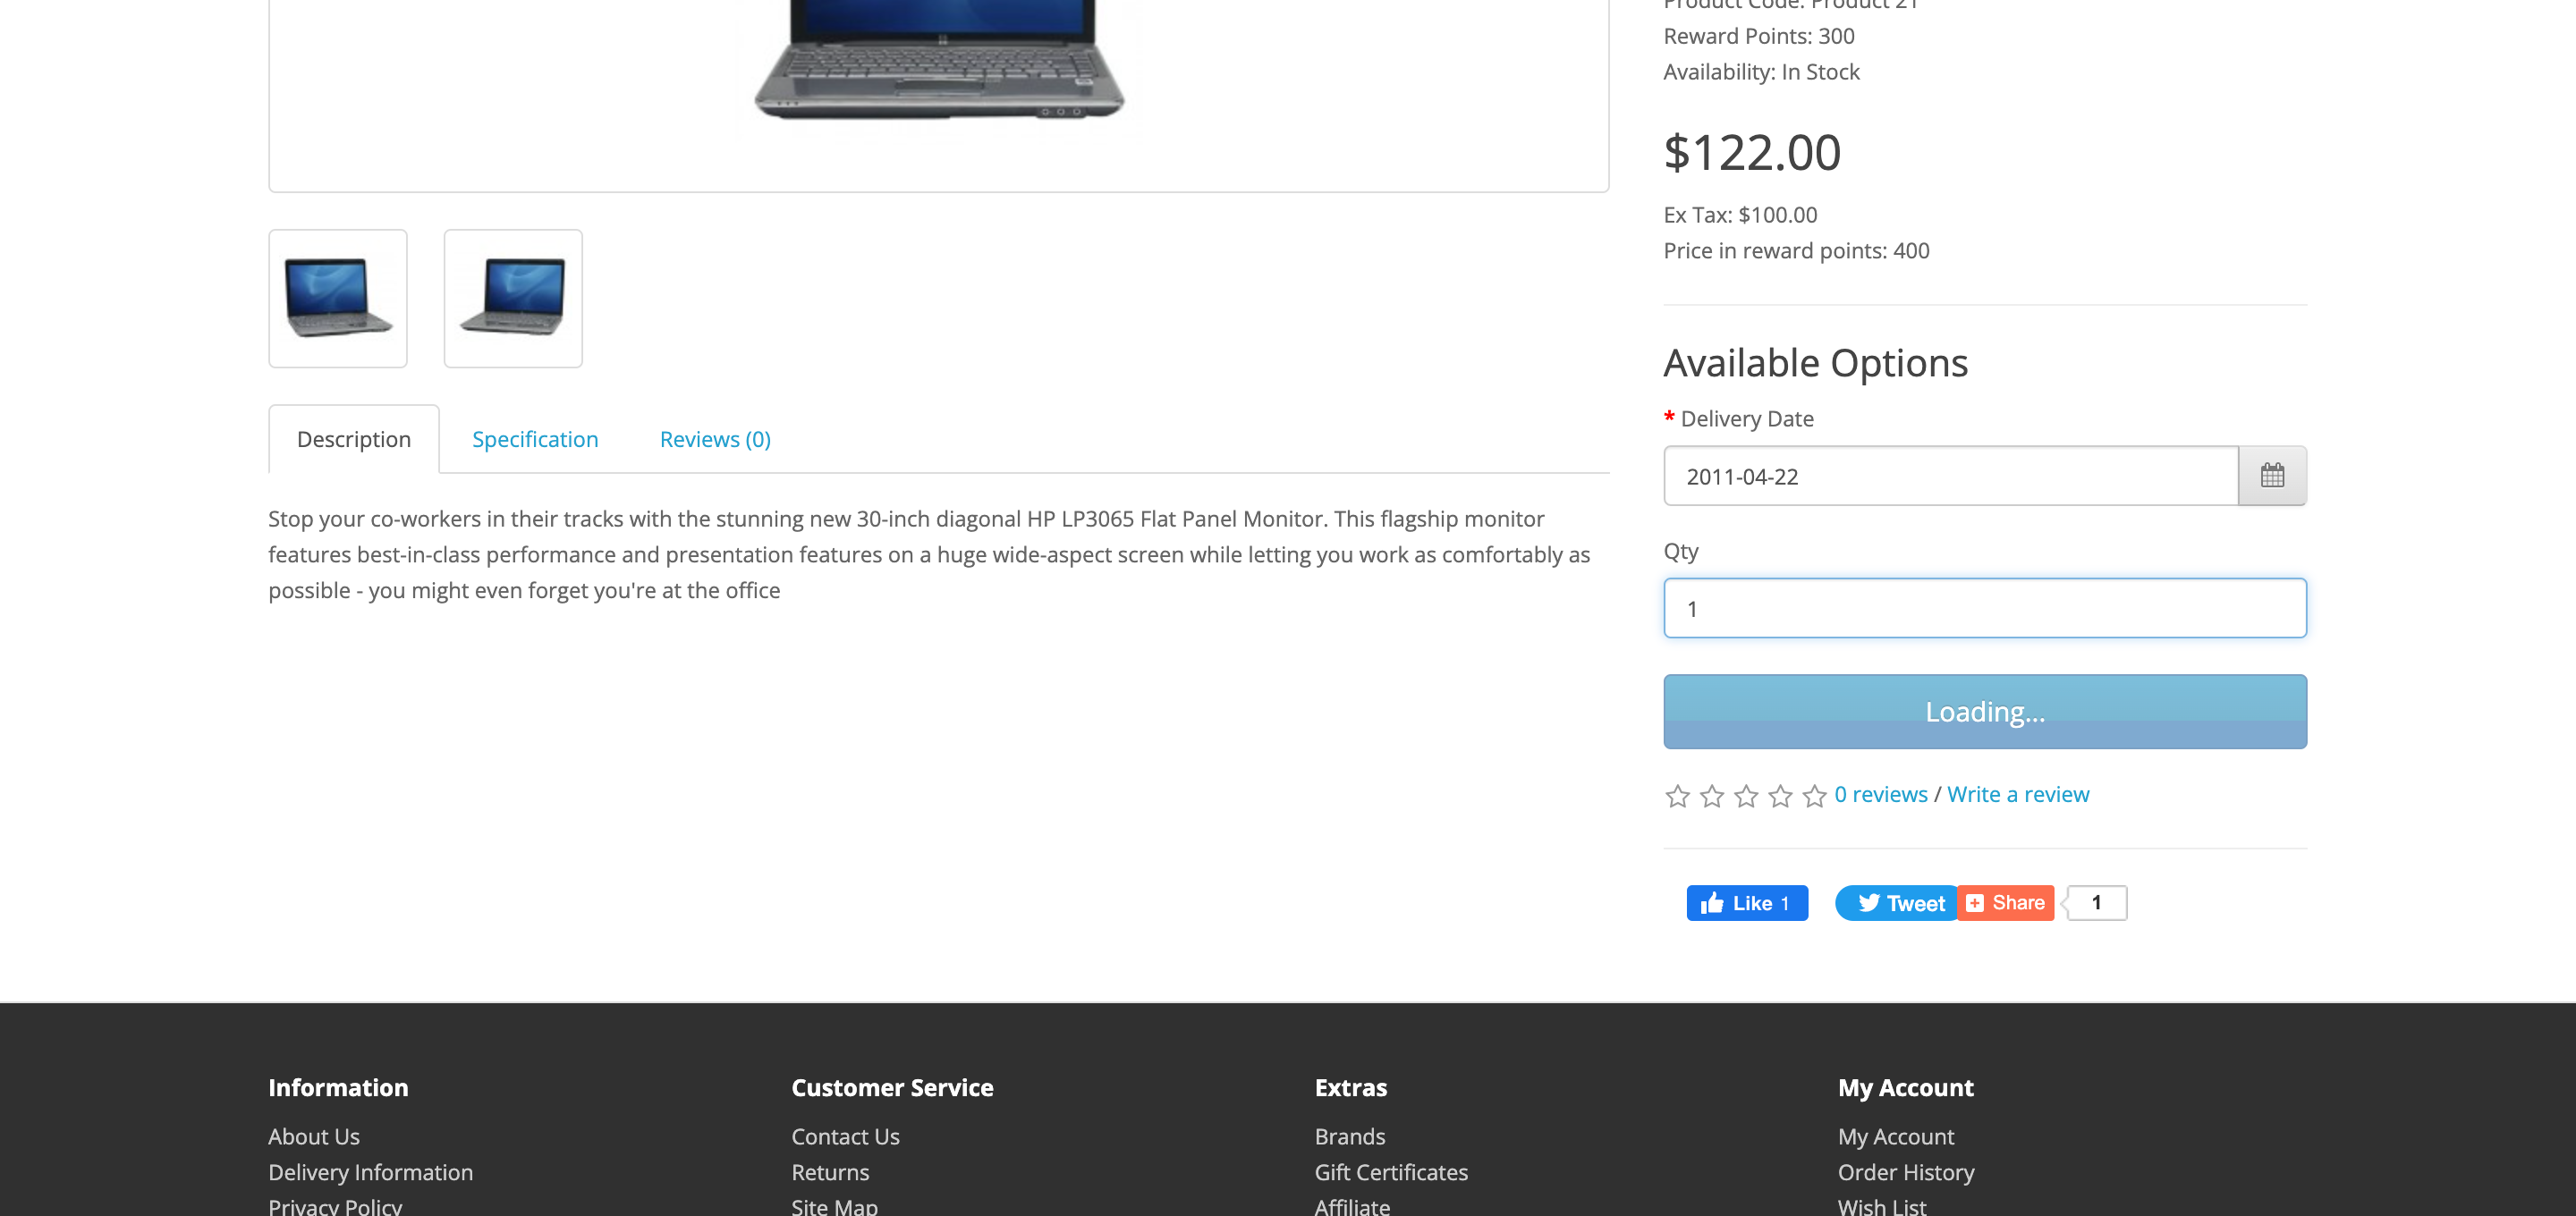 Product Code: Product 21
Reward Points: 300
Availability: In Stock
$122.00
Ex Tax: $100.00
Price in reward points: 400
Available Options
* Delivery Date
2011-04-22
Qty
1
Loading...
0 reviews / Write a review
Like 1
Tweet
Share
1
Description
Specification
Reviews (0)
Stop your co-workers in their tracks with the stunning new 30-inch diagonal HP LP3065 Flat Panel Monitor. This flagship monitor
features best-in-class performance and presentation features on a huge wide-aspect screen while letting you work as comfortably as
possible - you might even forget you're at the office
Information
About Us
Delivery Information
Privacy Policy
Customer Service
Contact Us
Returns
Site Map
Extras
Brands
Gift Certificates
Affiliate
My Account
My Account
Order History
Wish List